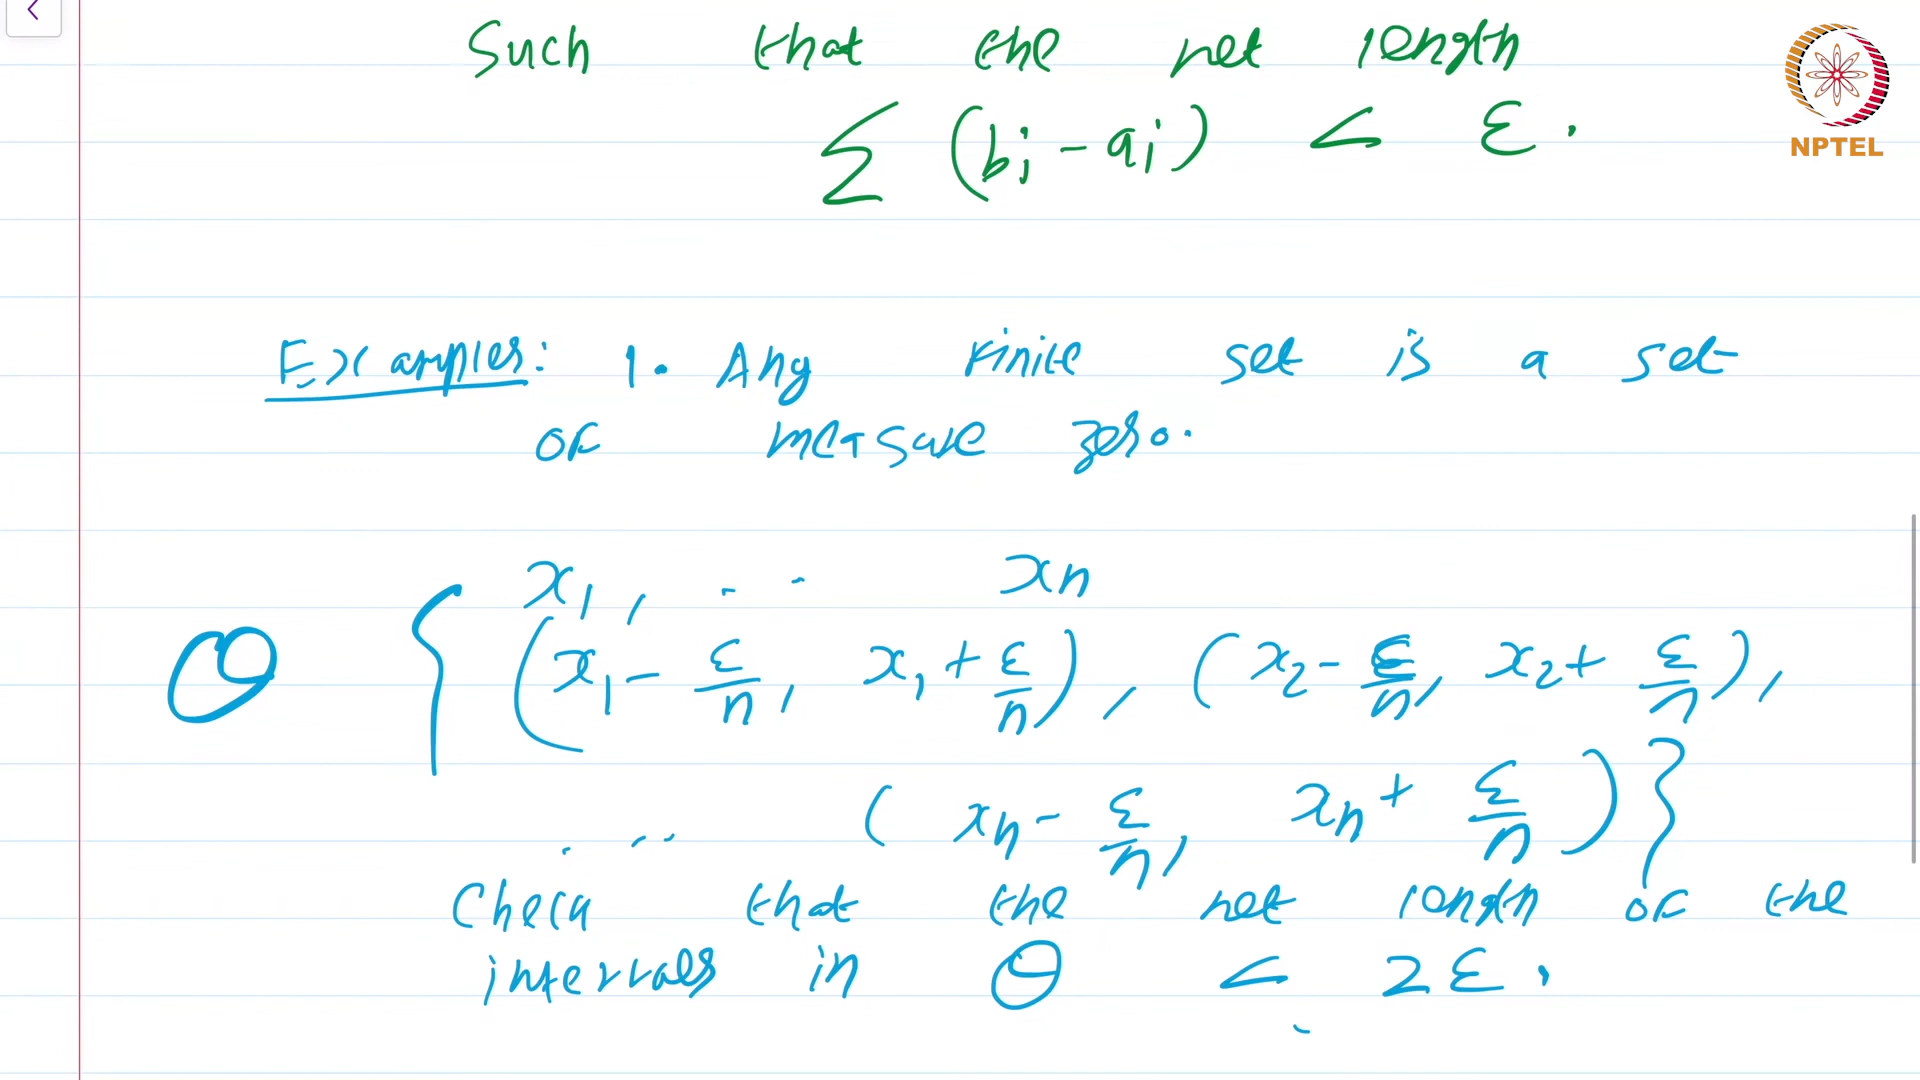 Such that the net length
∑ (bi - ai) < ε.
NPTEL
Examples: 1. Any finite set is a set
of measure zero.
x1, .. xn
O { (x1 - ε/n, x1 + ε/n), (x2 - ε/n, x2 + ε/n),
... (xn - ε/n, xn + ε/n) }
Check that the net length of the
intervals in O < 2ε.